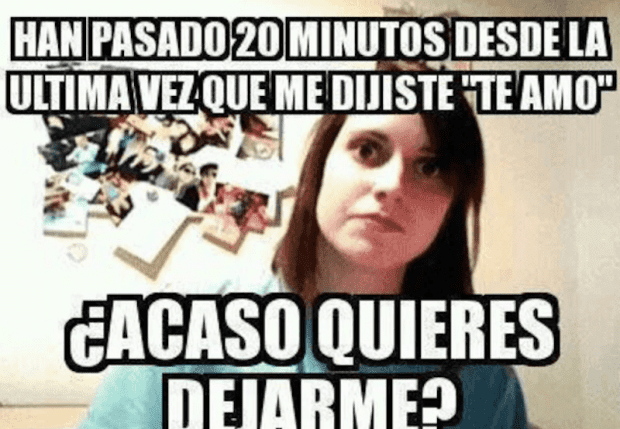 HAN PASADO 20 MINUTOS DESDE LA
ULTIMA VEZ QUE ME DIJISTE "TE AMO"
¿ACASO QUIERES
DEJARME?